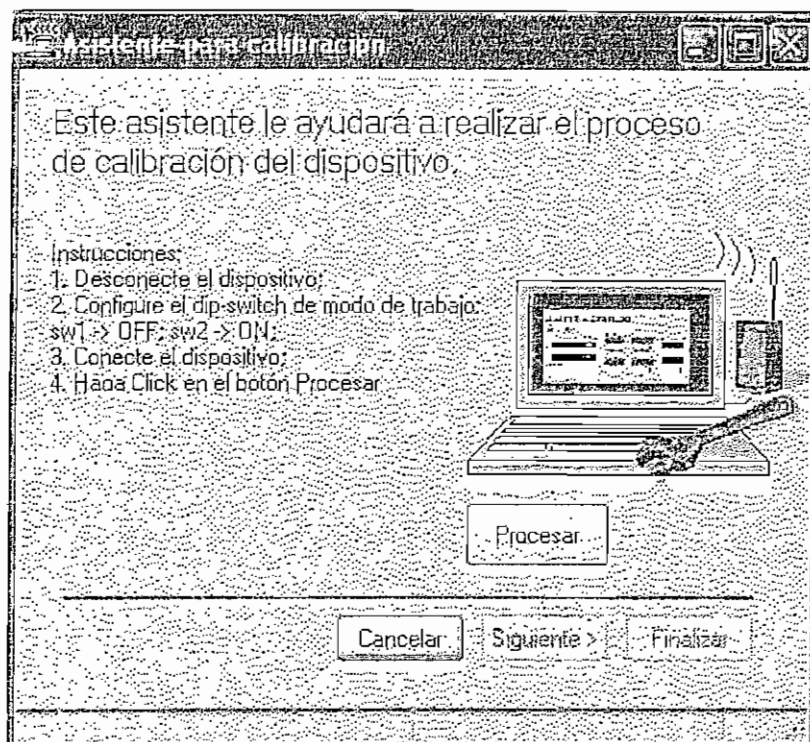 Asistente para calibración
Este asistente le ayudará a realizar el proceso
de calibración del dispositivo.
Instrucciones:
1. Desconecte el dispositivo;
2. Configure el dip-switch de modo de trabajo:
sw1 -> OFF; sw2 -> ON;
3. Conecte el dispositivo;
4. Haga Click en el botón Procesar
Procesar
Cancelar
Siguiente >
Finalizar